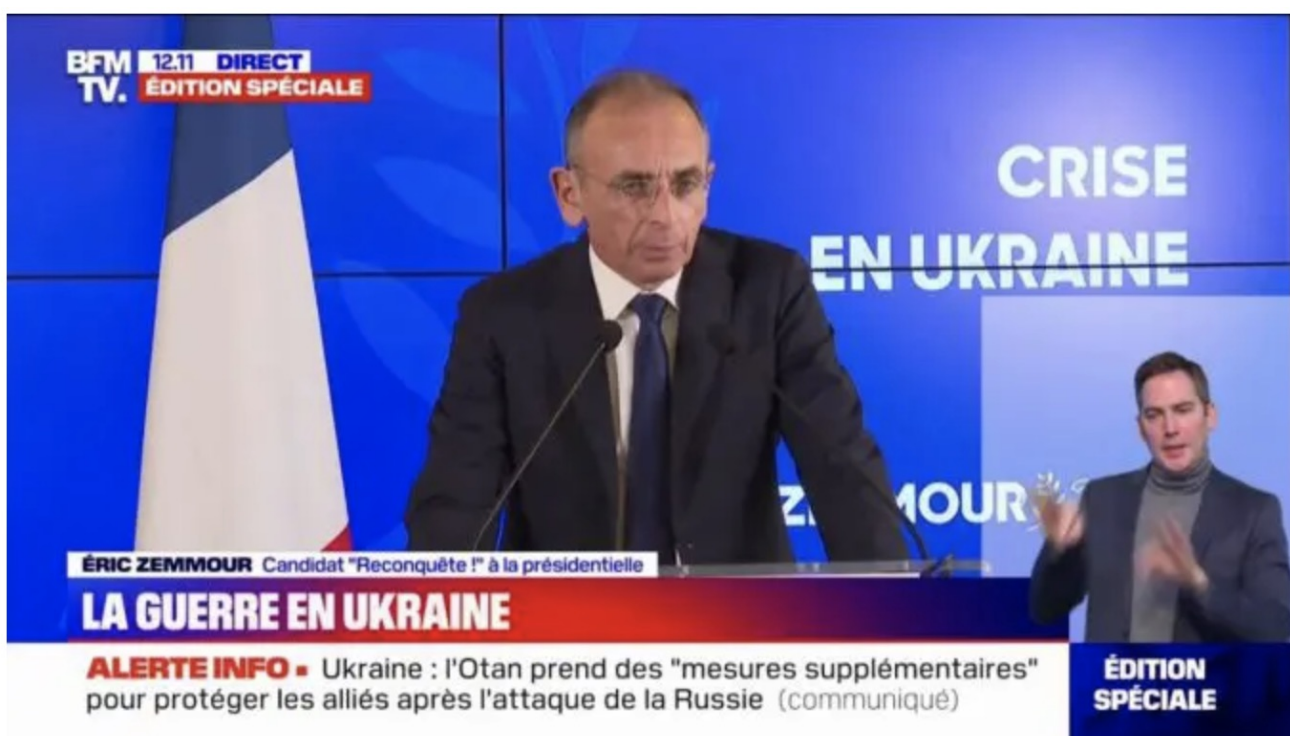 BFM 12.11 DIRECT
TV. ÉDITION SPÉCIALE
CRISE
EN UKRAINE
ÉRIC ZEMMOUR Candidat "Reconquête !" à la présidentielle
LA GUERRE EN UKRAINE
ALERTE INFO ▪ Ukraine : l'Otan prend des "mesures supplémentaires"
pour protéger les alliés après l'attaque de la Russie (communiqué)
ÉDITION
SPÉCIALE